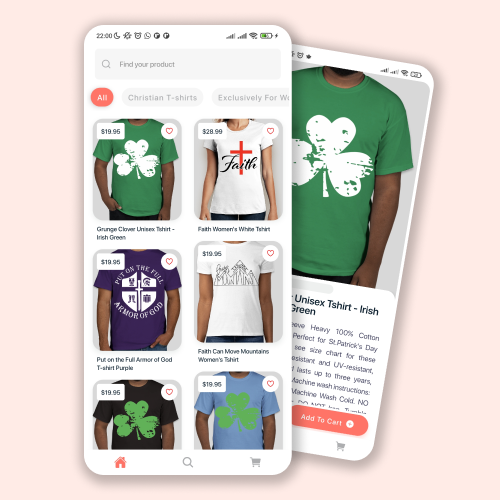 22:00
Find your product
All
Christian T-shirts
Exclusively For Wo
$19.95
$28.99
Faith
Grunge Clover Unisex Tshirt -
Irish Green
Faith Women's White Tshirt
$19.95
PUT ON THE FULL
ARMOR OF GOD
$19.95
Put on the Full Armor of God
T-shirt Purple
Faith Can Move Mountains
Women's Tshirt
$19.95
$19.95
r Unisex Tshirt - Irish
Green
eeve Heavy 100% Cotton
Perfect for St.Patrick's Day
see size chart for these
esistant and UV-resistant,
lasts up to three years,
Machine wash instructions:
Machine Wash Cold. NO
Add To Cart